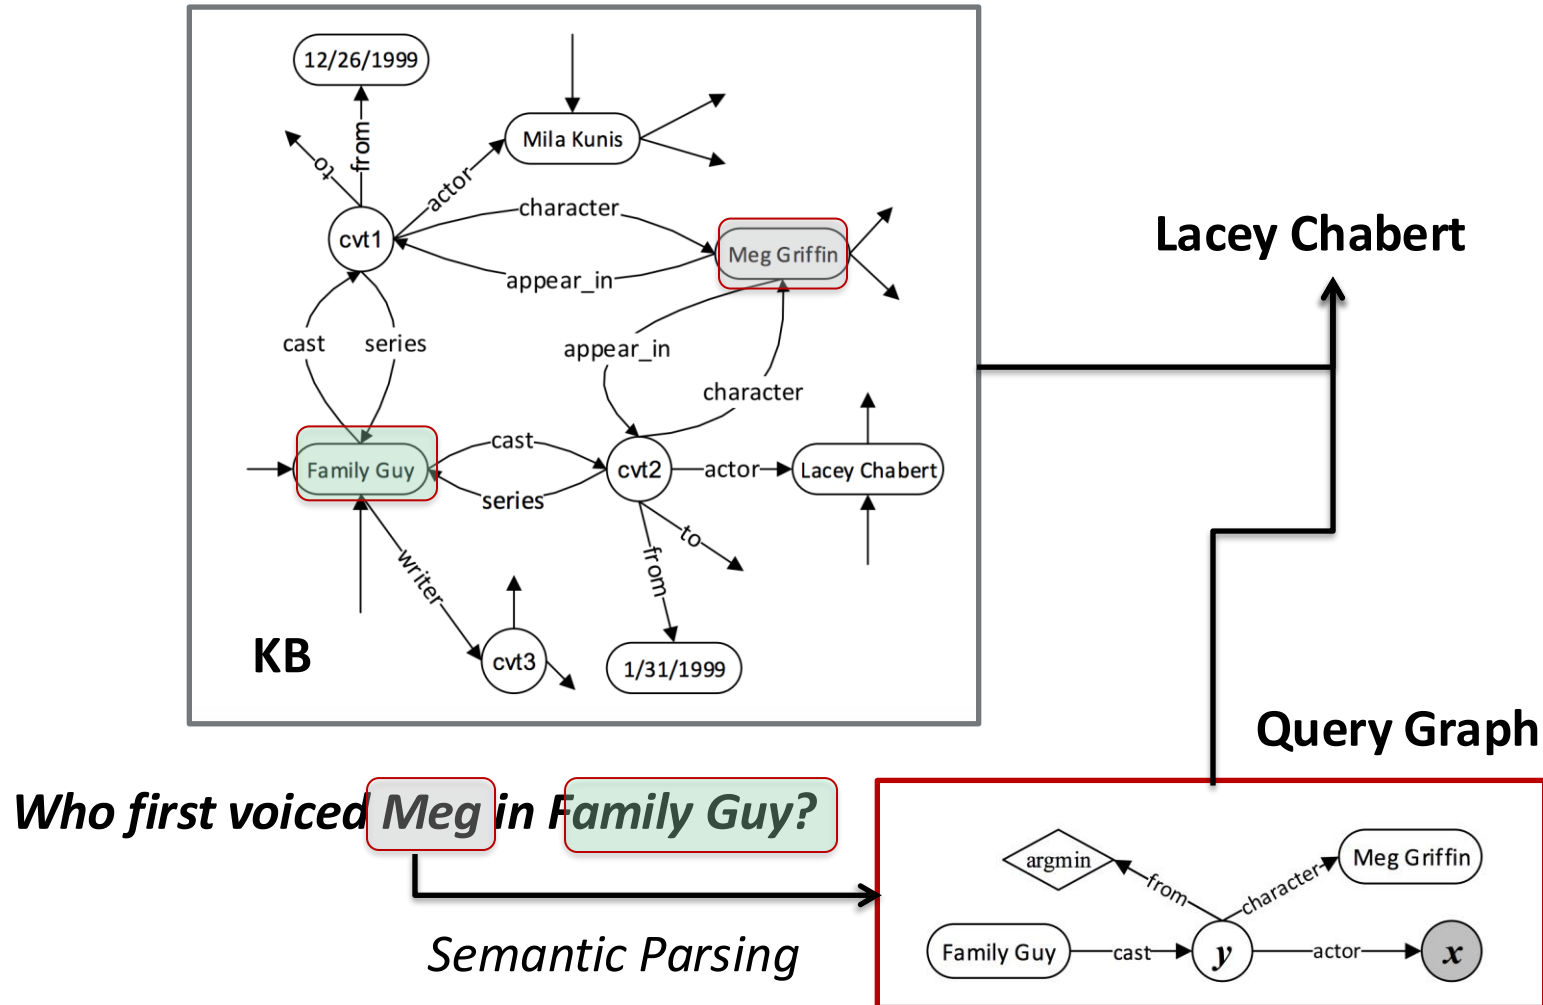 12/26/1999
Mila Kunis
to
from
actor
character
cvt1
Meg Griffin
appear_in
cast
series
appear_in
character
Family Guy
cast
cvt2
actor
Lacey Chabert
series
to
from
writer
KB
cvt3
1/31/1999
Lacey Chabert
Query Graph
Who first voiced Meg in Family Guy?
Semantic Parsing
argmin
Meg Griffin
from
character
Family Guy
cast
y
actor
x